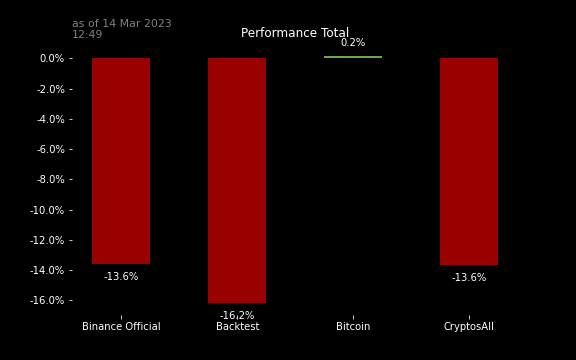 as of 14 Mar 2023
12:49
Performance Total
0.2%
0.0%
-2.0%
-4.0%
-6.0%
-8.0%
-10.0%
-12.0%
-14.0%
-16.0%
-13.6%
-16.2%
-13.6%
Binance Official
Backtest
Bitcoin
CryptosAll